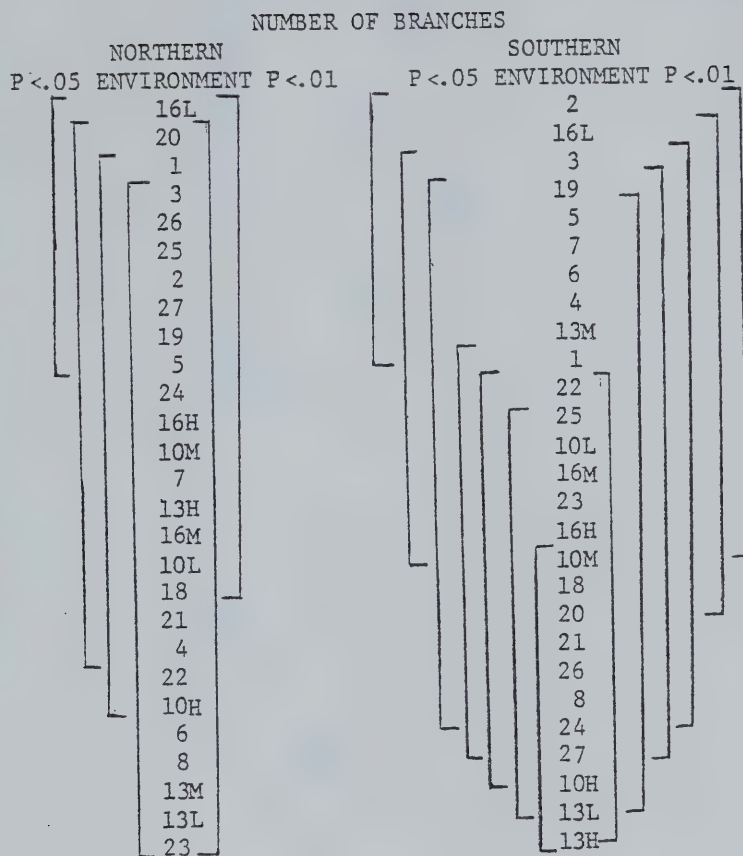 NUMBER OF BRANCHES
NORTHERN SOUTHERN
P<.05 ENVIRONMENT P<.01 P<.05 ENVIRONMENT P<.01
16L 2
20 16L
1 3
3 19
26 5
25 7
2 6
27 4
19 13M
5 1
24 22
16H 25
10M 10L
7 16M
13H 23
16M 16H
10L 10M
18 18
21 20
4 21
22 26
10H 8
6 24
8 27
13M 10H
13L 13L
23 13H